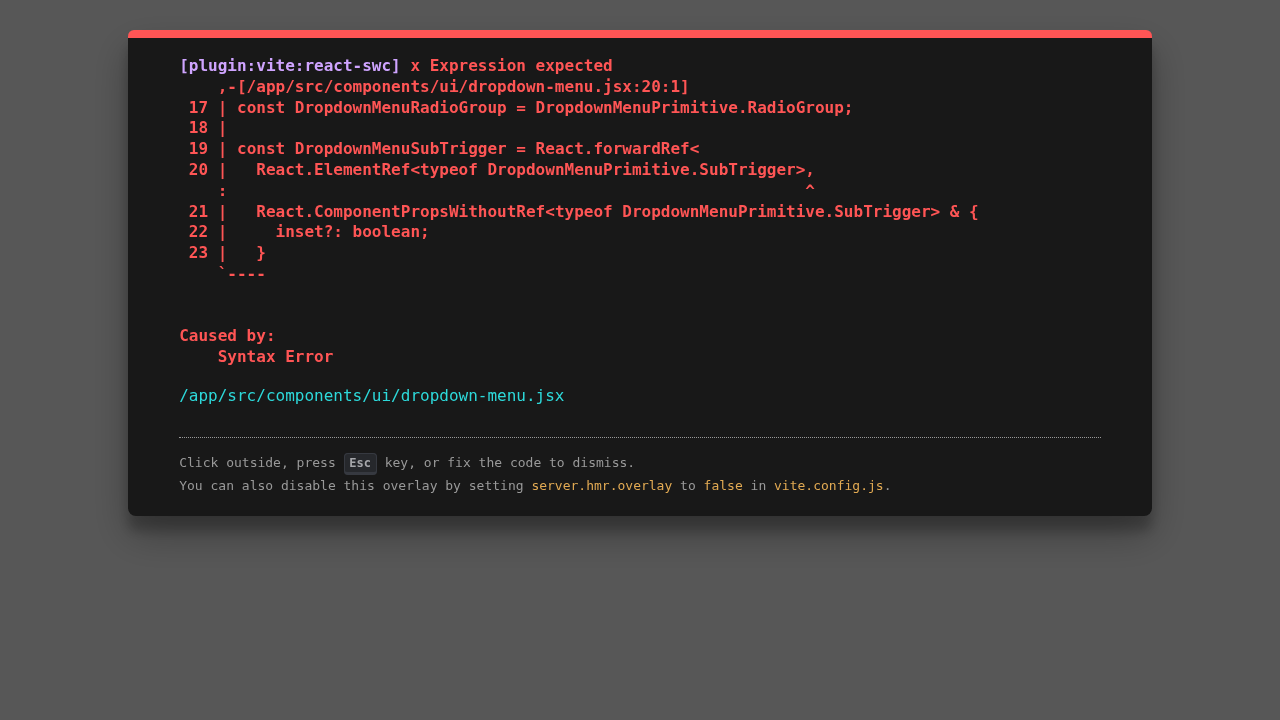 [plugin:vite:react-swc] x Expression expected
    ,-[/app/src/components/ui/dropdown-menu.jsx:20:1]
 17 | const DropdownMenuRadioGroup = DropdownMenuPrimitive.RadioGroup;
 18 |
 19 | const DropdownMenuSubTrigger = React.forwardRef<
 20 |   React.ElementRef<typeof DropdownMenuPrimitive.SubTrigger>,
    :                                                            ^
 21 |   React.ComponentPropsWithoutRef<typeof DropdownMenuPrimitive.SubTrigger> & {
 22 |     inset?: boolean;
 23 |   }
    `----
Caused by:
    Syntax Error
/app/src/components/ui/dropdown-menu.jsx
Click outside, press Esc key, or fix the code to dismiss.
You can also disable this overlay by setting server.hmr.overlay to false in vite.config.js.